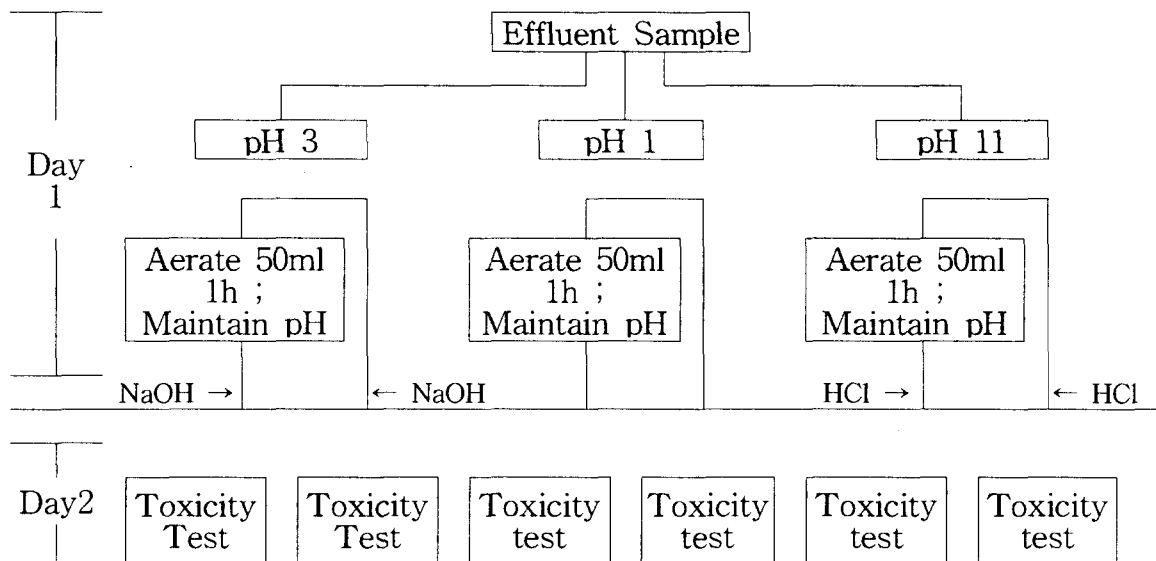 Effluent Sample
pH 3
pH 1
pH 11
Day
1
Aerate 50ml
1h ;
Maintain pH
Aerate 50ml
1h ;
Maintain pH
Aerate 50ml
1h ;
Maintain pH
NaOH →
← NaOH
HCl →
← HCl
Day2
Toxicity
Test
Toxicity
Test
Toxicity
test
Toxicity
test
Toxicity
test
Toxicity
test